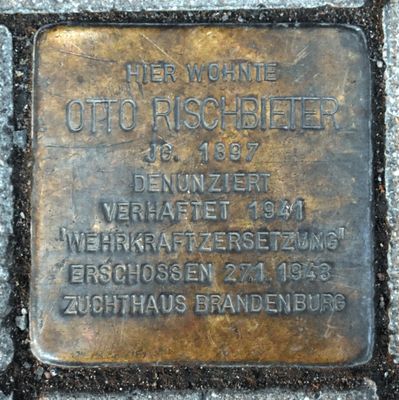 HIER WOHNTE
OTTO RISCHBIETER
JG. 1897
DENUNZIERT
VERHAFTET 1941
"WEHRKRAFTZERSETZUNG"
ERSCHOSSEN 27.1.1943
ZUCHTHAUS BRANDENBURG